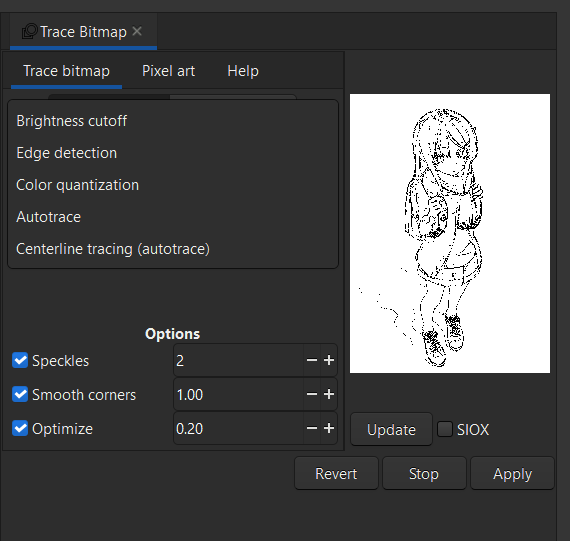 Trace Bitmap
Trace bitmap Pixel art Help
Brightness cutoff
Edge detection
Color quantization
Autotrace
Centerline tracing (autotrace)
Options
Speckles 2
Smooth corners 1.00
Optimize 0.20
Update SIOX
Revert Stop Apply